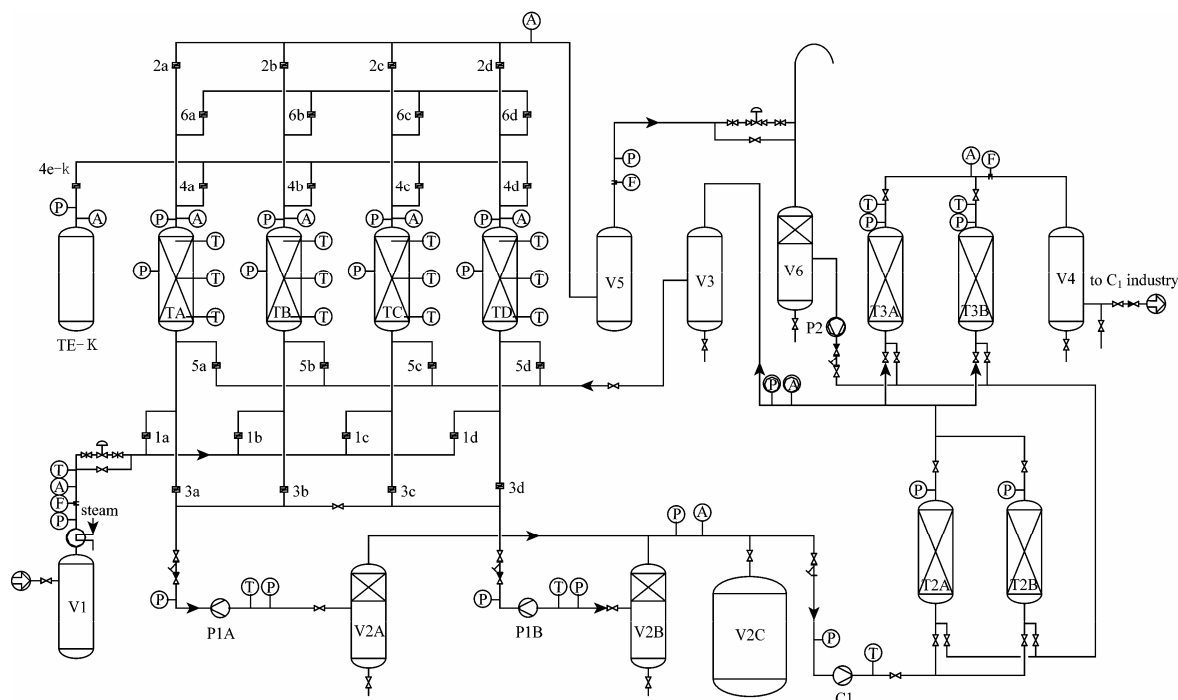 A
2a 2b 2c 2d
6a 6b 6c 6d
4e-k 4a 4b 4c 4d
P A P A P A P A P A
P F
A F
T P T P
T T T T
P P P P
T T T T
TE-K TA TB TC TD
T T T T
V5 V3 V6 V4
T3A T3B
to C₁ industry
P2
5a 5b 5c 5d
P A
1a 1b 1c 1d
T
A
F
P
steam
3a 3b 3c 3d
P P
T2A T2B
P A
V1
P T P
P1A
V2A
P T P
P1B
V2B
V2C
P
T
C1